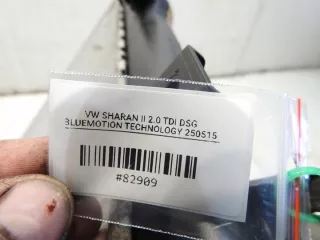 VW SHARAN II 2.0 TDI DSG
BLUEMOTION TECHNOLOGY 250515
#82909